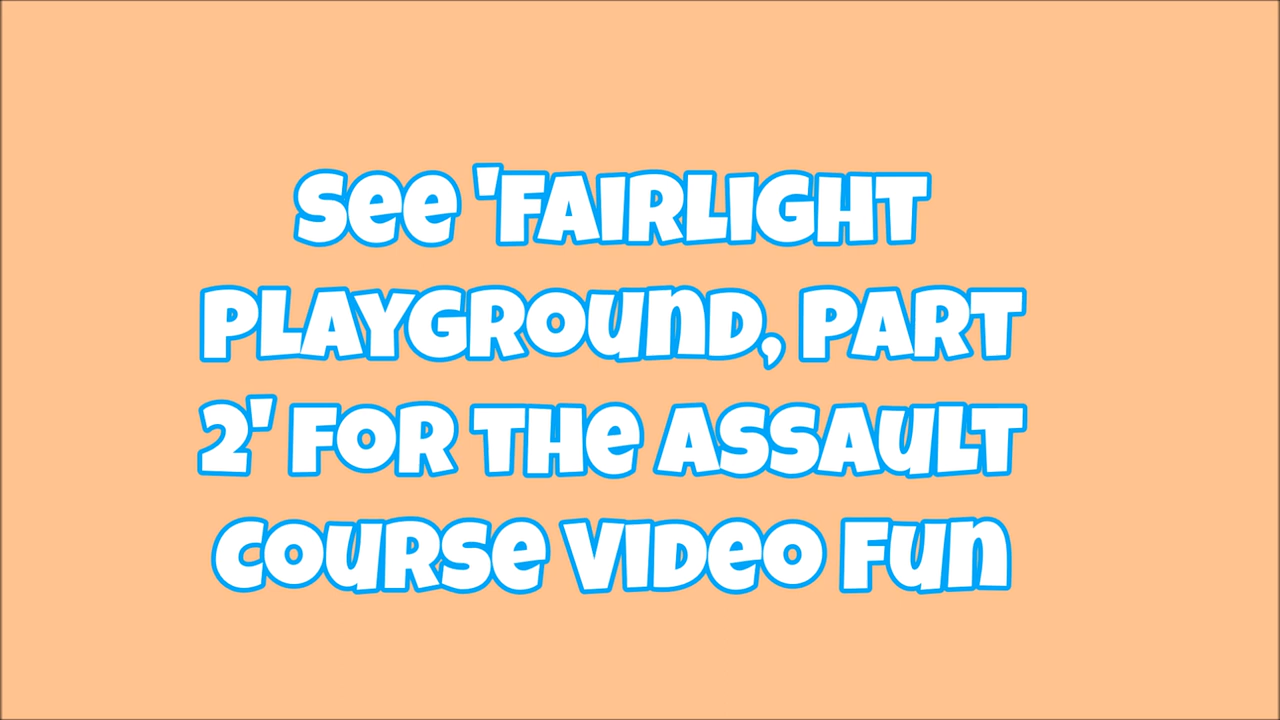 See 'FAIRLIGHT
PLAYGROUND, PART
2' FOR THE ASSAULT
COURSE VIDEO FUN